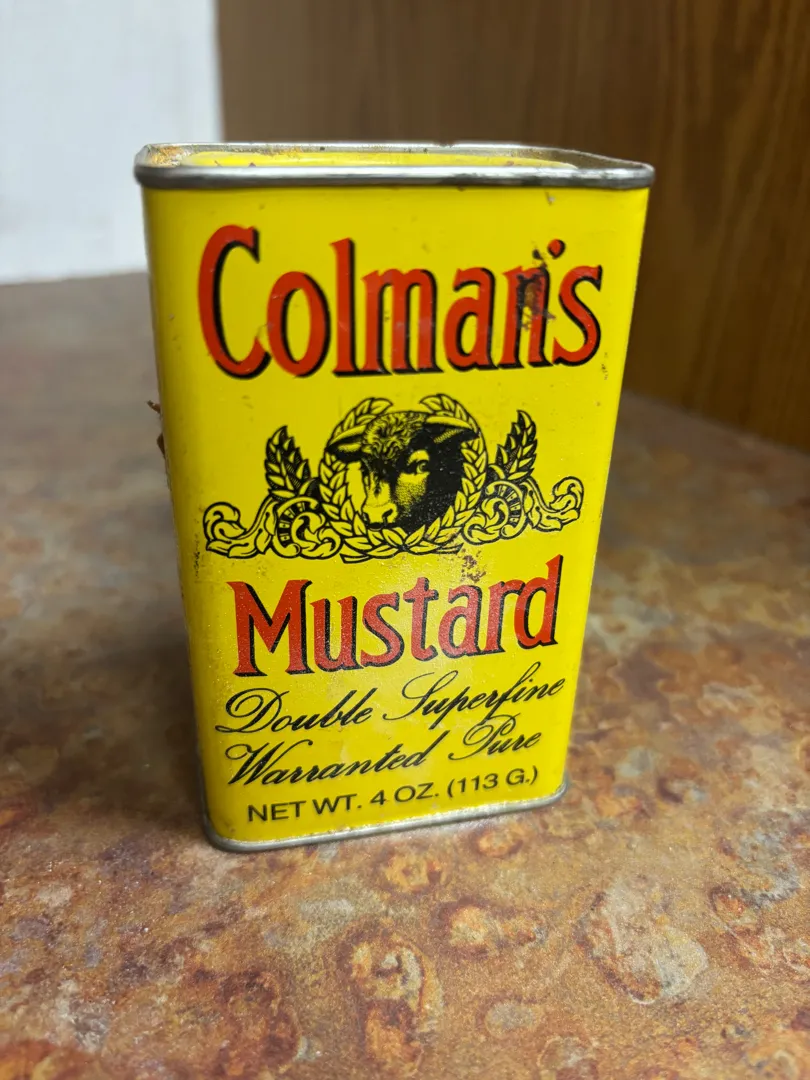 Colman's
Mustard
Double Superfine
Warranted Pure
NET WT. 4 OZ. (113 G.)